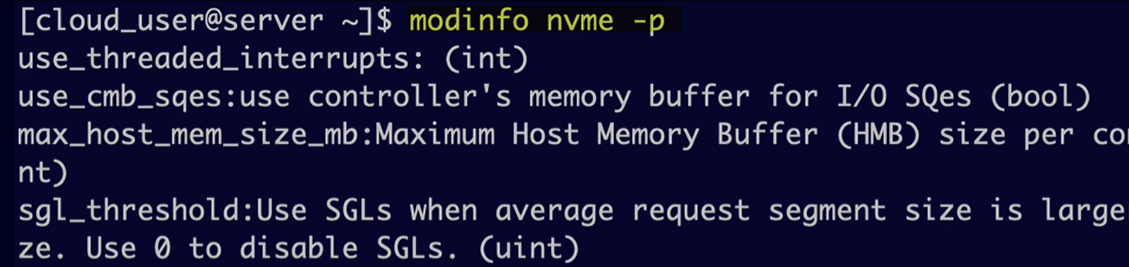 [cloud_user@server ~]$ modinfo nvme -p
use_threaded_interrupts: (int)
use_cmb_sqes:use controller's memory buffer for I/O SQes (bool)
max_host_mem_size_mb:Maximum Host Memory Buffer (HMB) size per co
nt)
sgl_threshold:Use SGLs when average request segment size is large
ze. Use 0 to disable SGLs. (uint)